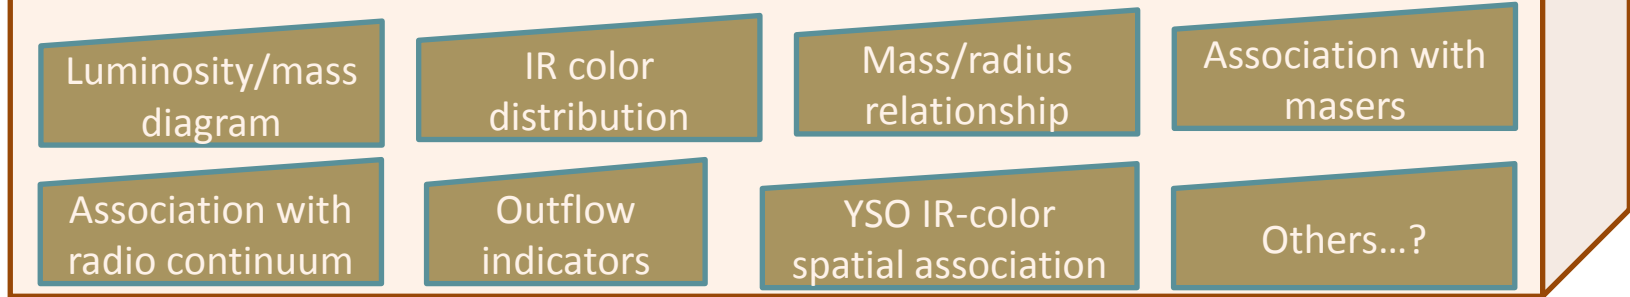 Luminosity/mass
diagram
IR color
distribution
Mass/radius
relationship
Association with
masers
Association with
radio continuum
Outflow
indicators
YSO IR-color
spatial association
Others…?